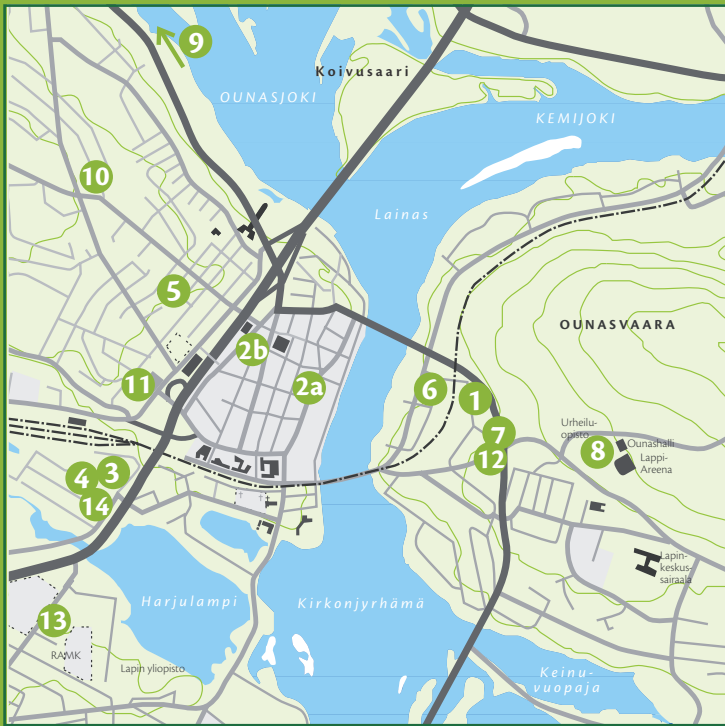 9
Koivusaari
OUNASJOKI
KEMIJOKI
10
Lainas
5
OUNASVAARA
2b
11
2a
6
1
Urheilu-
opisto
7
Ounashalli
8
Lappi-
Areena
12
4
3
14
Lapin-
keskus-
sairaala
Harjulampi
Kirkonjyrhämä
13
RAMK
Lapin yliopisto
Keinu-
vuopaja